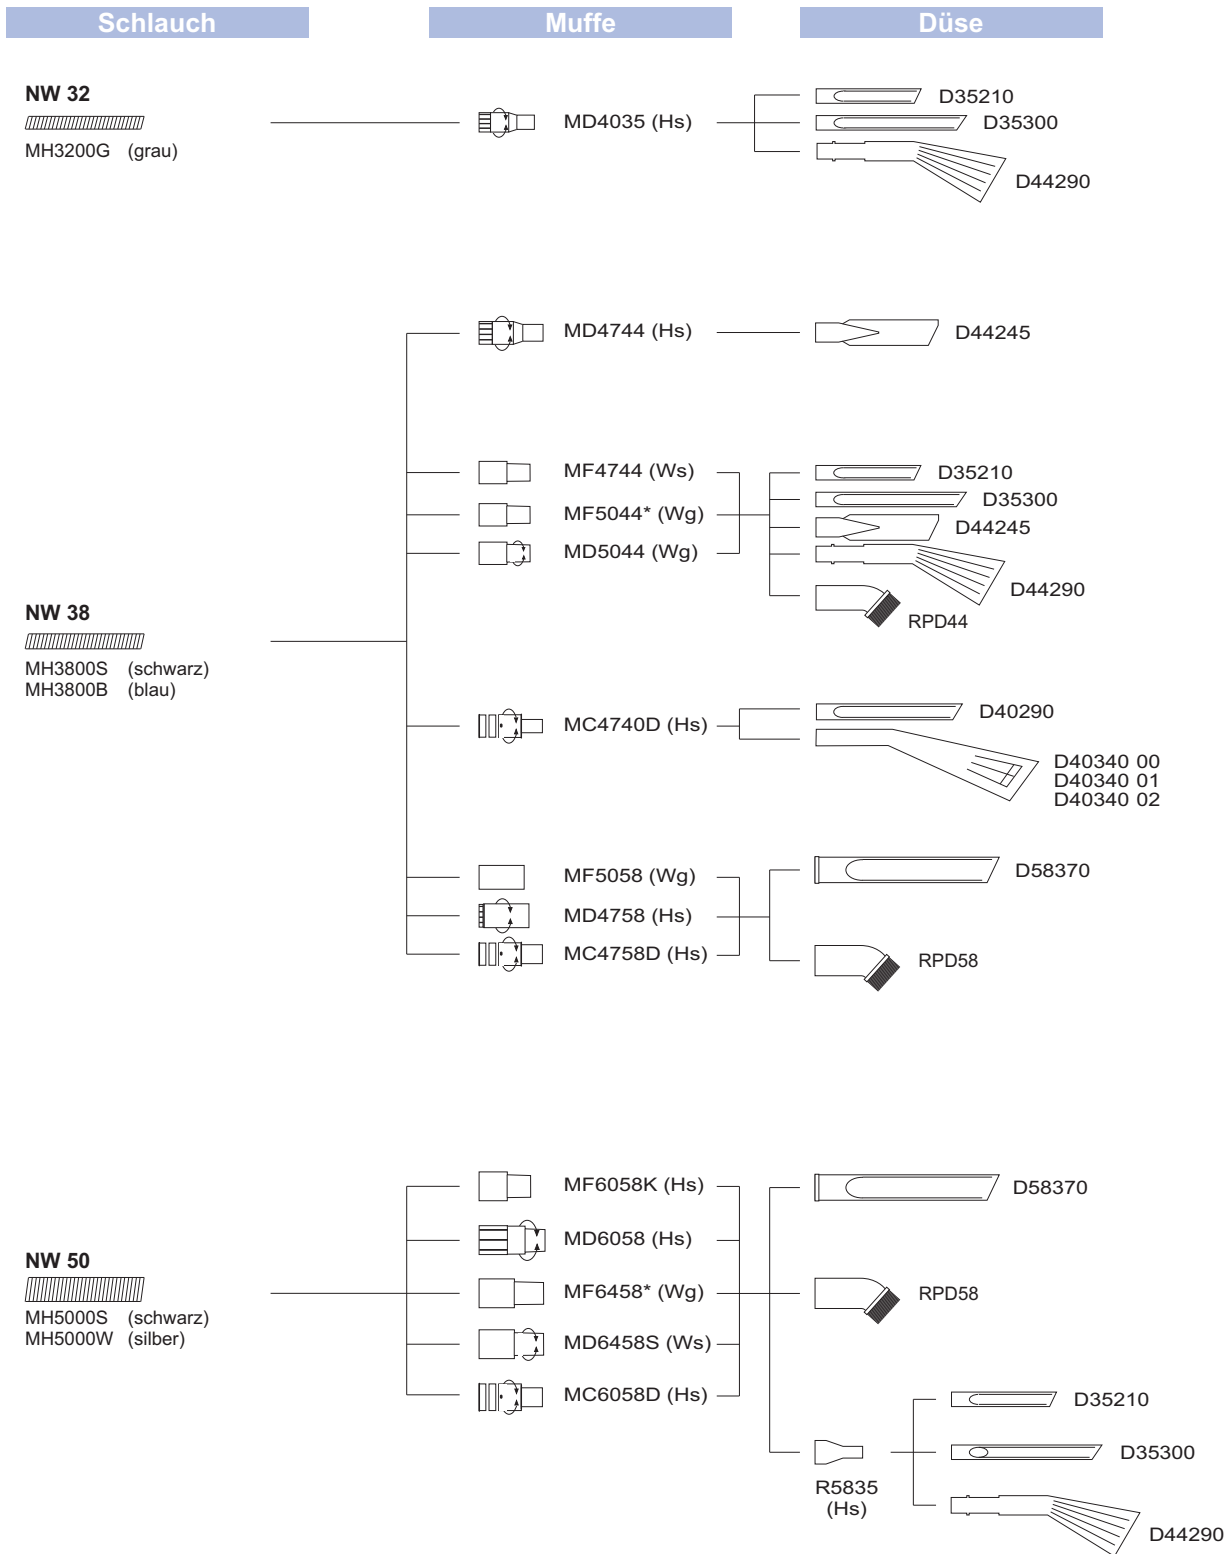 Schlauch
Muffe
Düse
NW 32
MH3200G (grau)
MD4035 (Hs)
D35210
D35300
D44290
NW 38
MH3800S (schwarz)
MH3800B (blau)
MD4744 (Hs)
D44245
MF4744 (Ws)
MF5044* (Wg)
MD5044 (Wg)
D35210
D35300
D44245
D44290
RPD44
MC4740D (Hs)
D40290
D40340 00
D40340 01
D40340 02
MF5058 (Wg)
MD4758 (Hs)
MC4758D (Hs)
D58370
RPD58
NW 50
MH5000S (schwarz)
MH5000W (silber)
MF6058K (Hs)
MD6058 (Hs)
MF6458* (Wg)
MD6458S (Ws)
MC6058D (Hs)
D58370
RPD58
R5835
(Hs)
D35210
D35300
D44290